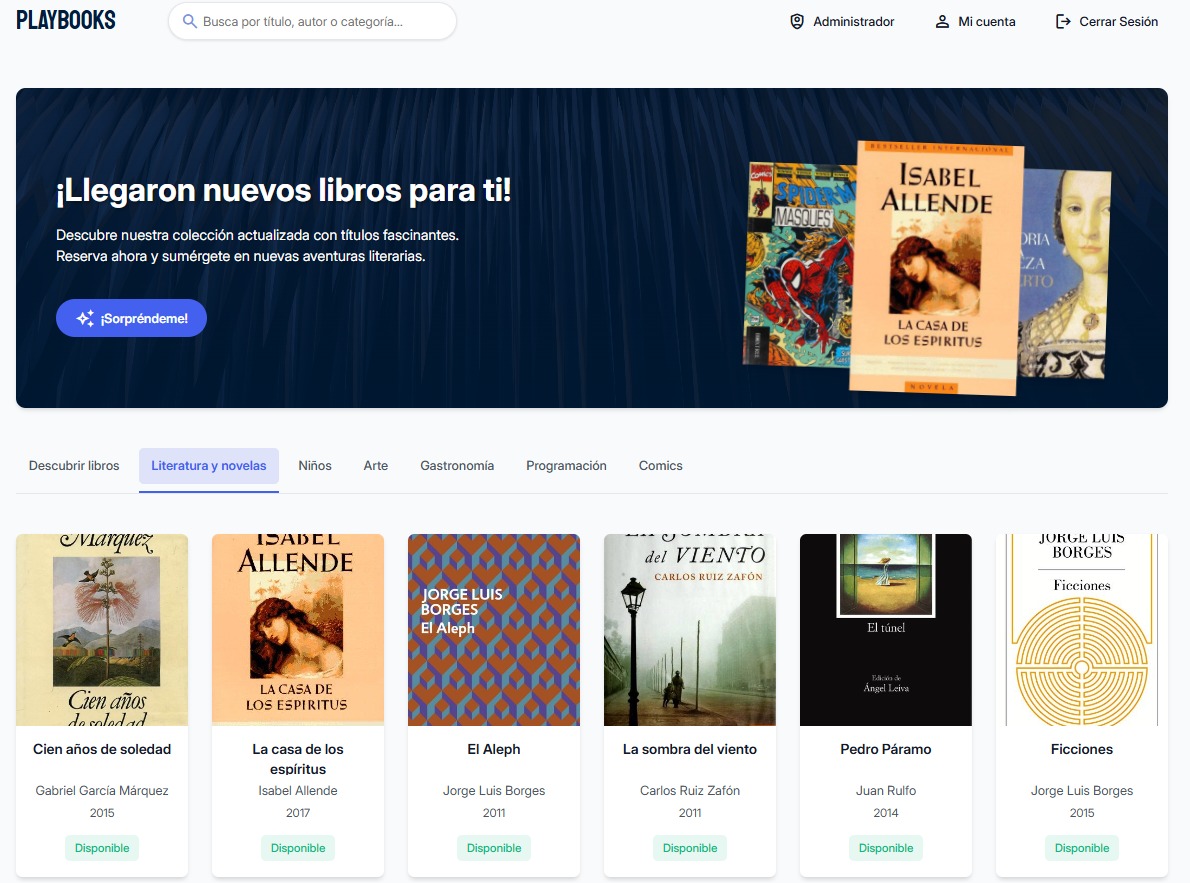 PLAYBOOKS
Busca por título, autor o categoría...
Administrador
Mi cuenta
Cerrar Sesión
¡Llegaron nuevos libros para ti!
Descubre nuestra colección actualizada con títulos fascinantes.
Reserva ahora y sumérgete en nuevas aventuras literarias.
¡Sorpréndeme!
COMICS
SPIDER-M
MASQUES
BESTSELLER INTERNACIONAL
ISABEL
ALLENDE
LA CASA DE
LOS ESPIRITUS
NOVELA
ORIA
ZA
ERTO
Descubrir libros
Literatura y novelas
Niños
Arte
Gastronomía
Programación
Comics
Márquez
Cien años
de soledad
ISABEL
ALLENDE
LA CASA DE
LOS ESPIRITUS
JORGE LUIS
BORGES
El Aleph
LA SOMBRA
del VIENTO
CARLOS RUIZ ZAFÓN
El túnel
Edición de
Ángel Leiva
JORGE LUIS
BORGES
Ficciones
Cien años de soledad
Gabriel García Márquez
2015
Disponible
La casa de los
espíritus
Isabel Allende
2017
Disponible
El Aleph
Jorge Luis Borges
2011
Disponible
La sombra del viento
Carlos Ruiz Zafón
2011
Disponible
Pedro Páramo
Juan Rulfo
2014
Disponible
Ficciones
Jorge Luis Borges
2015
Disponible